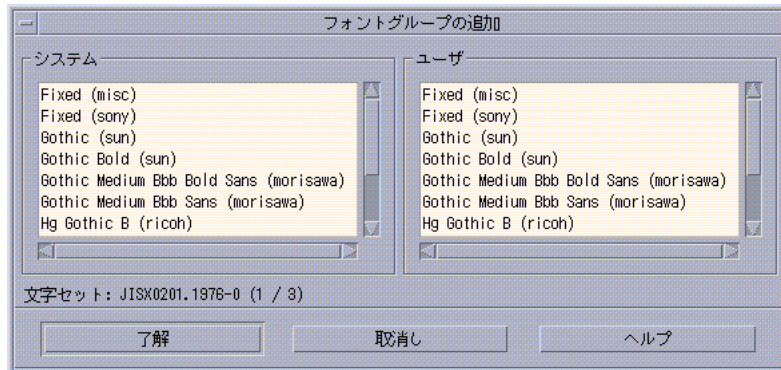 フォントグループの追加
システム
Fixed (misc)
Fixed (sony)
Gothic (sun)
Gothic Bold (sun)
Gothic Medium Bbb Bold Sans (morisawa)
Gothic Medium Bbb Sans (morisawa)
Hg Gothic B (ricoh)
ユーザ
Fixed (misc)
Fixed (sony)
Gothic (sun)
Gothic Bold (sun)
Gothic Medium Bbb Bold Sans (morisawa)
Gothic Medium Bbb Sans (morisawa)
Hg Gothic B (ricoh)
文字セット: JISX0201.1976-0 (1 / 3)
了解
取消し
ヘルプ